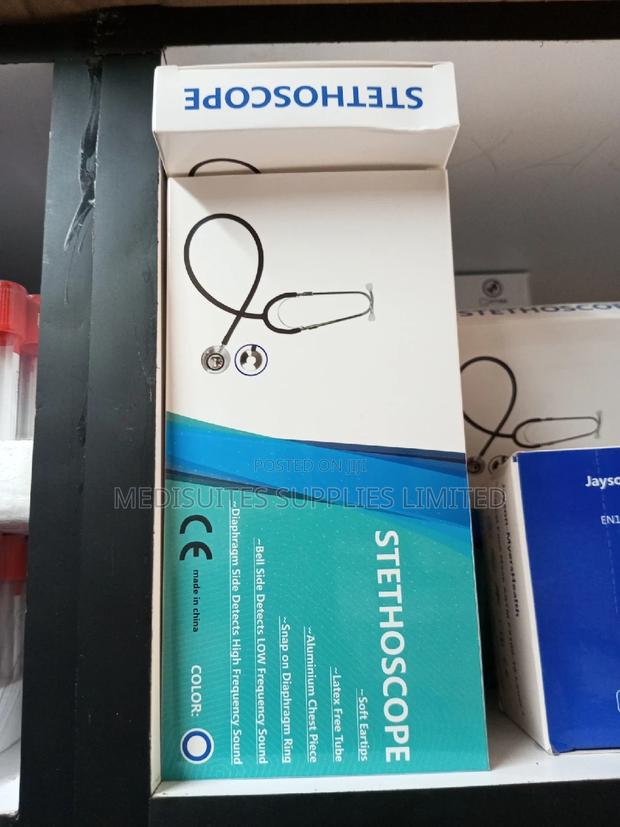 STETHOSCOPE
STETHOSCOPE
~Soft Eartips
~Latex Free Tube
~Aluminium Chest Piece
~Snap on Diaphragm Ring
~Bell Side Detects LOW Frequency Sound
~Diaphragm Side Detects High Frequency Sound
CE
made in china
COLOR:
STETHOSCOPE
Jayso
EN1
POSTED ON JIJI
MEDISUITES SUPPLIES LIMITED